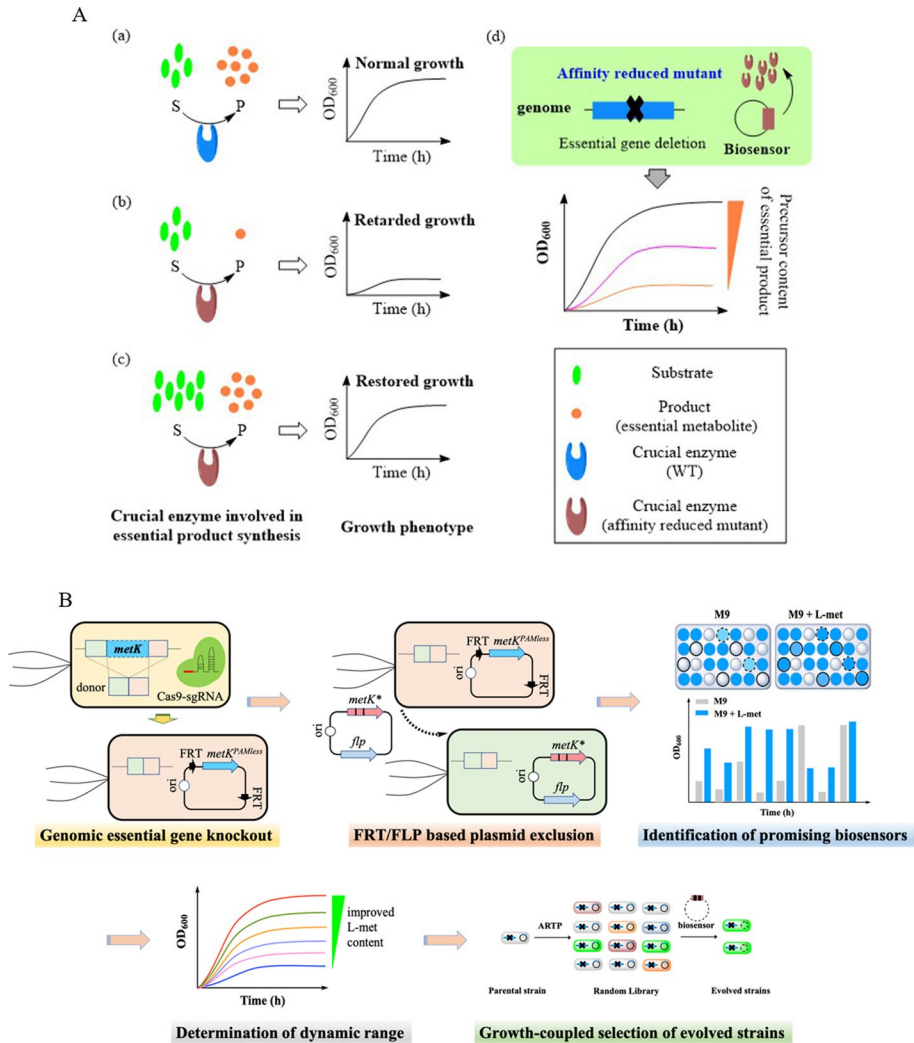 A
(a)
S P
OD600
Normal growth
Time (h)
(b)
S P
OD600
Retarded growth
Time (h)
(c)
S P
OD600
Restored growth
Time (h)
Crucial enzyme involved in
essential product synthesis
Growth phenotype
(d)
Affinity reduced mutant
genome
Essential gene deletion
Biosensor
OD600
Time (h)
Precursor content
of essential product
Substrate
Product
(essential metabolite)
Crucial enzyme
(WT)
Crucial enzyme
(affinity reduced mutant)
B
metK
donor
Cas9-sgRNA
FRT metK^PAMless
ori
FRT
Genomic essential gene knockout
FRT metK^PAMless
ori
FRT
metK*
ori
flp
metK*
ori
flp
FRT/FLP based plasmid exclusion
M9 M9 + L-met
M9
M9 + L-met
OD600
Time (h)
Identification of promising biosensors
OD600
improved
L-met
content
Time (h)
Determination of dynamic range
ARTP
biosensor
Parental strain Random Library Evolved strains
Growth-coupled selection of evolved strains